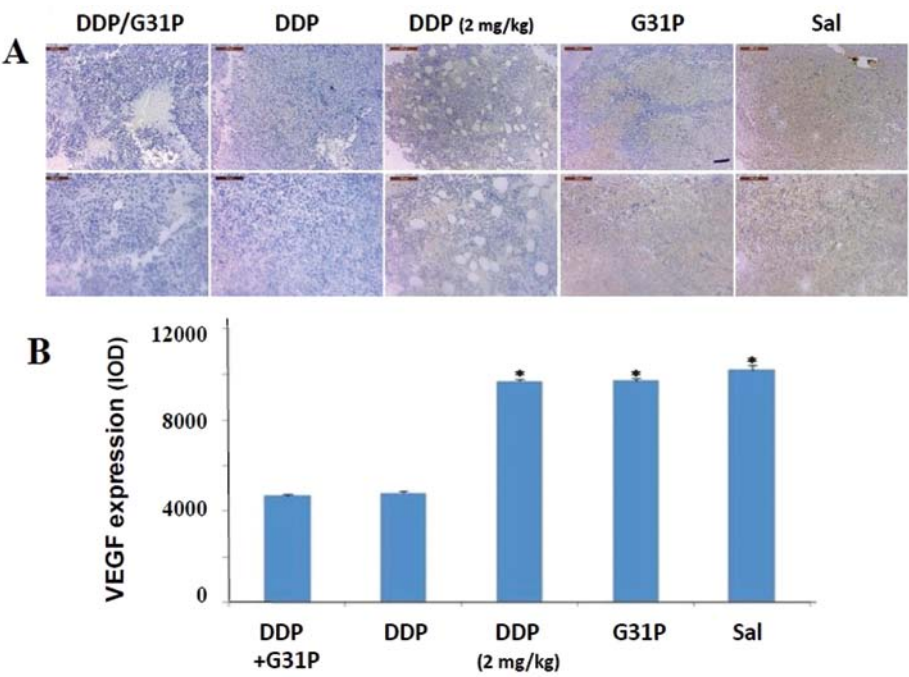 DDP/G31P DDP DDP (2 mg/kg) G31P Sal
A
B
VEGF expression (IOD)
12000
8000
4000
0
* * *
DDP +G31P
DDP
DDP (2 mg/kg)
G31P
Sal